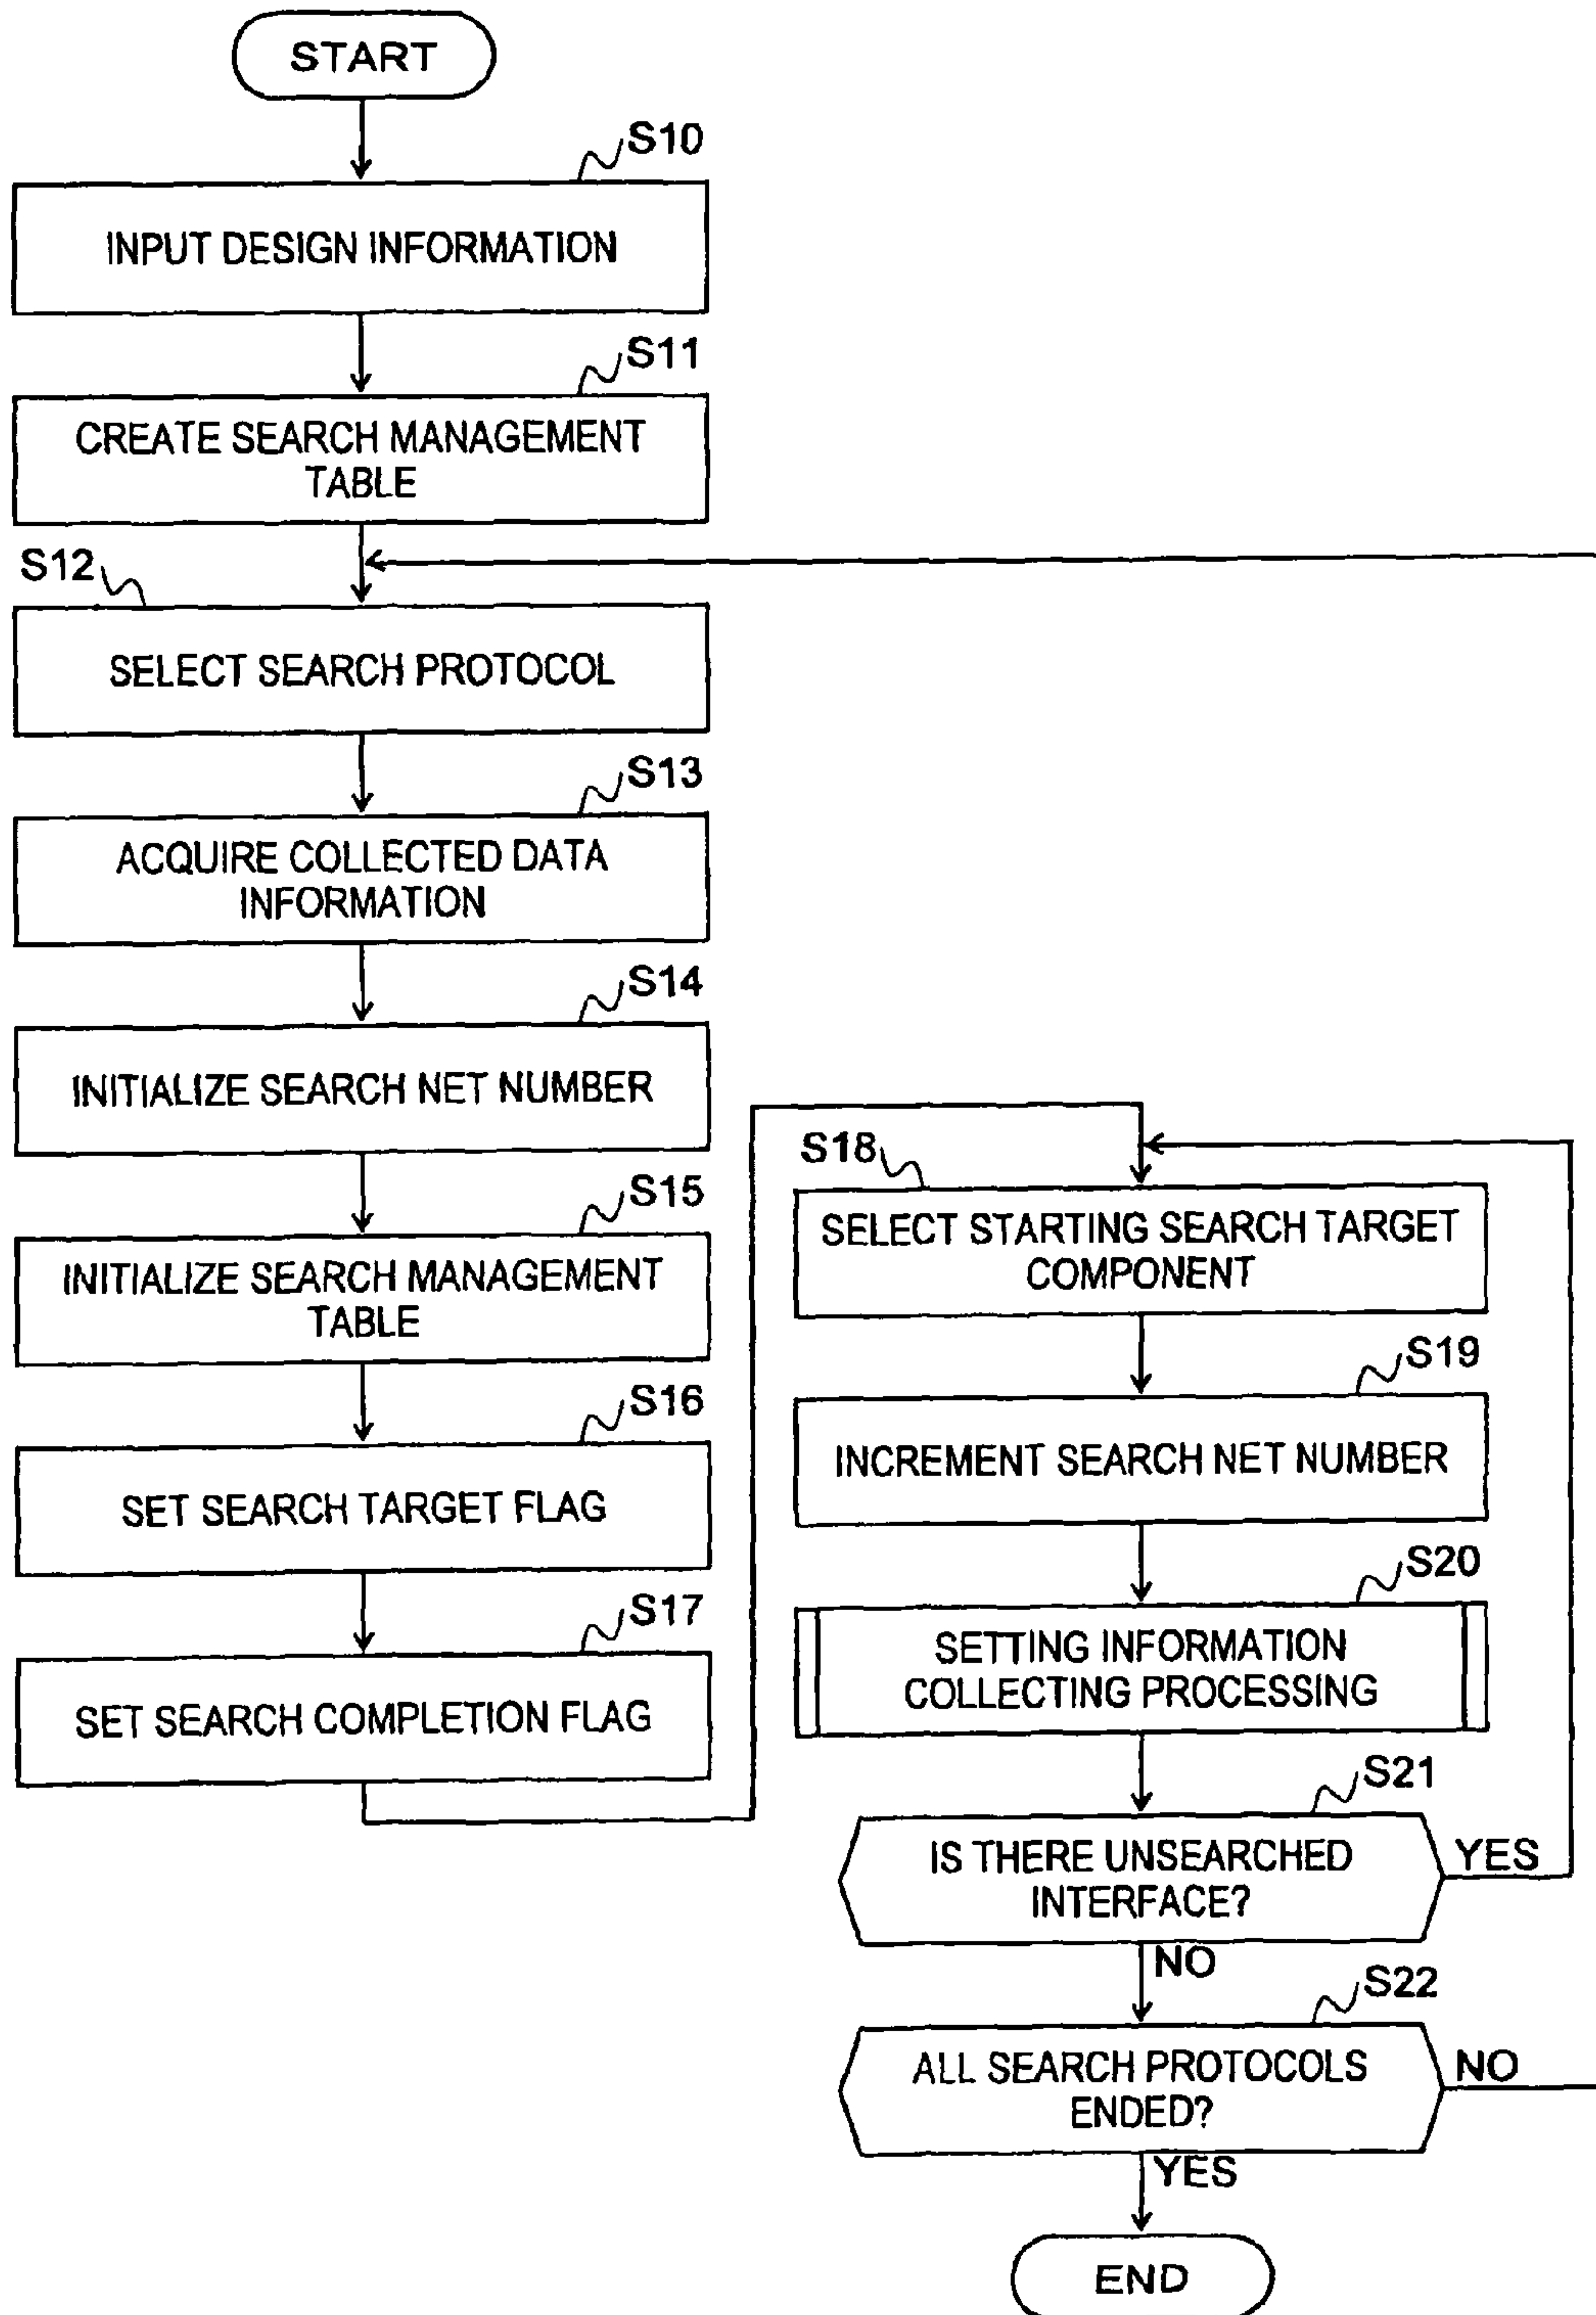 START
S10
INPUT DESIGN INFORMATION
S11
CREATE SEARCH MANAGEMENT
TABLE
S12
SELECT SEARCH PROTOCOL
S13
ACQUIRE COLLECTED DATA
INFORMATION
S14
INITIALIZE SEARCH NET NUMBER
S15
INITIALIZE SEARCH MANAGEMENT
TABLE
S16
SET SEARCH TARGET FLAG
S17
SET SEARCH COMPLETION FLAG
S18
SELECT STARTING SEARCH TARGET
COMPONENT
S19
INCREMENT SEARCH NET NUMBER
S20
SETTING INFORMATION
COLLECTING PROCESSING
S21
IS THERE UNSEARCHED
INTERFACE?
YES
NO
S22
ALL SEARCH PROTOCOLS
ENDED?
NO
YES
END